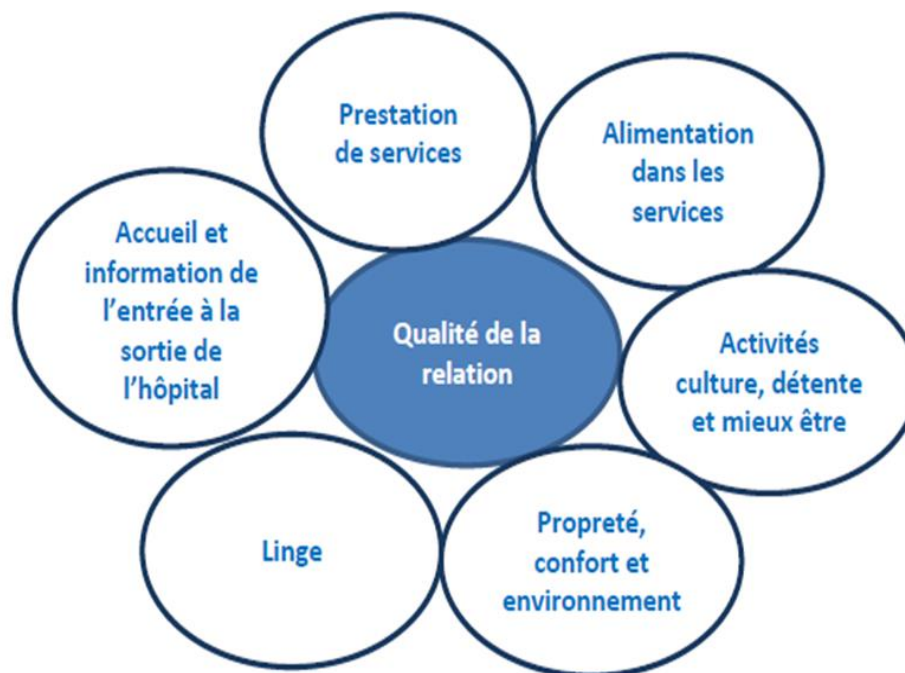 Prestation
de services
Alimentation
dans les
services
Accueil et
information de
l'entrée à la
sortie de
l'hôpital
Qualité de la
relation
Activités
culture, détente
et mieux être
Linge
Propreté,
confort et
environnement